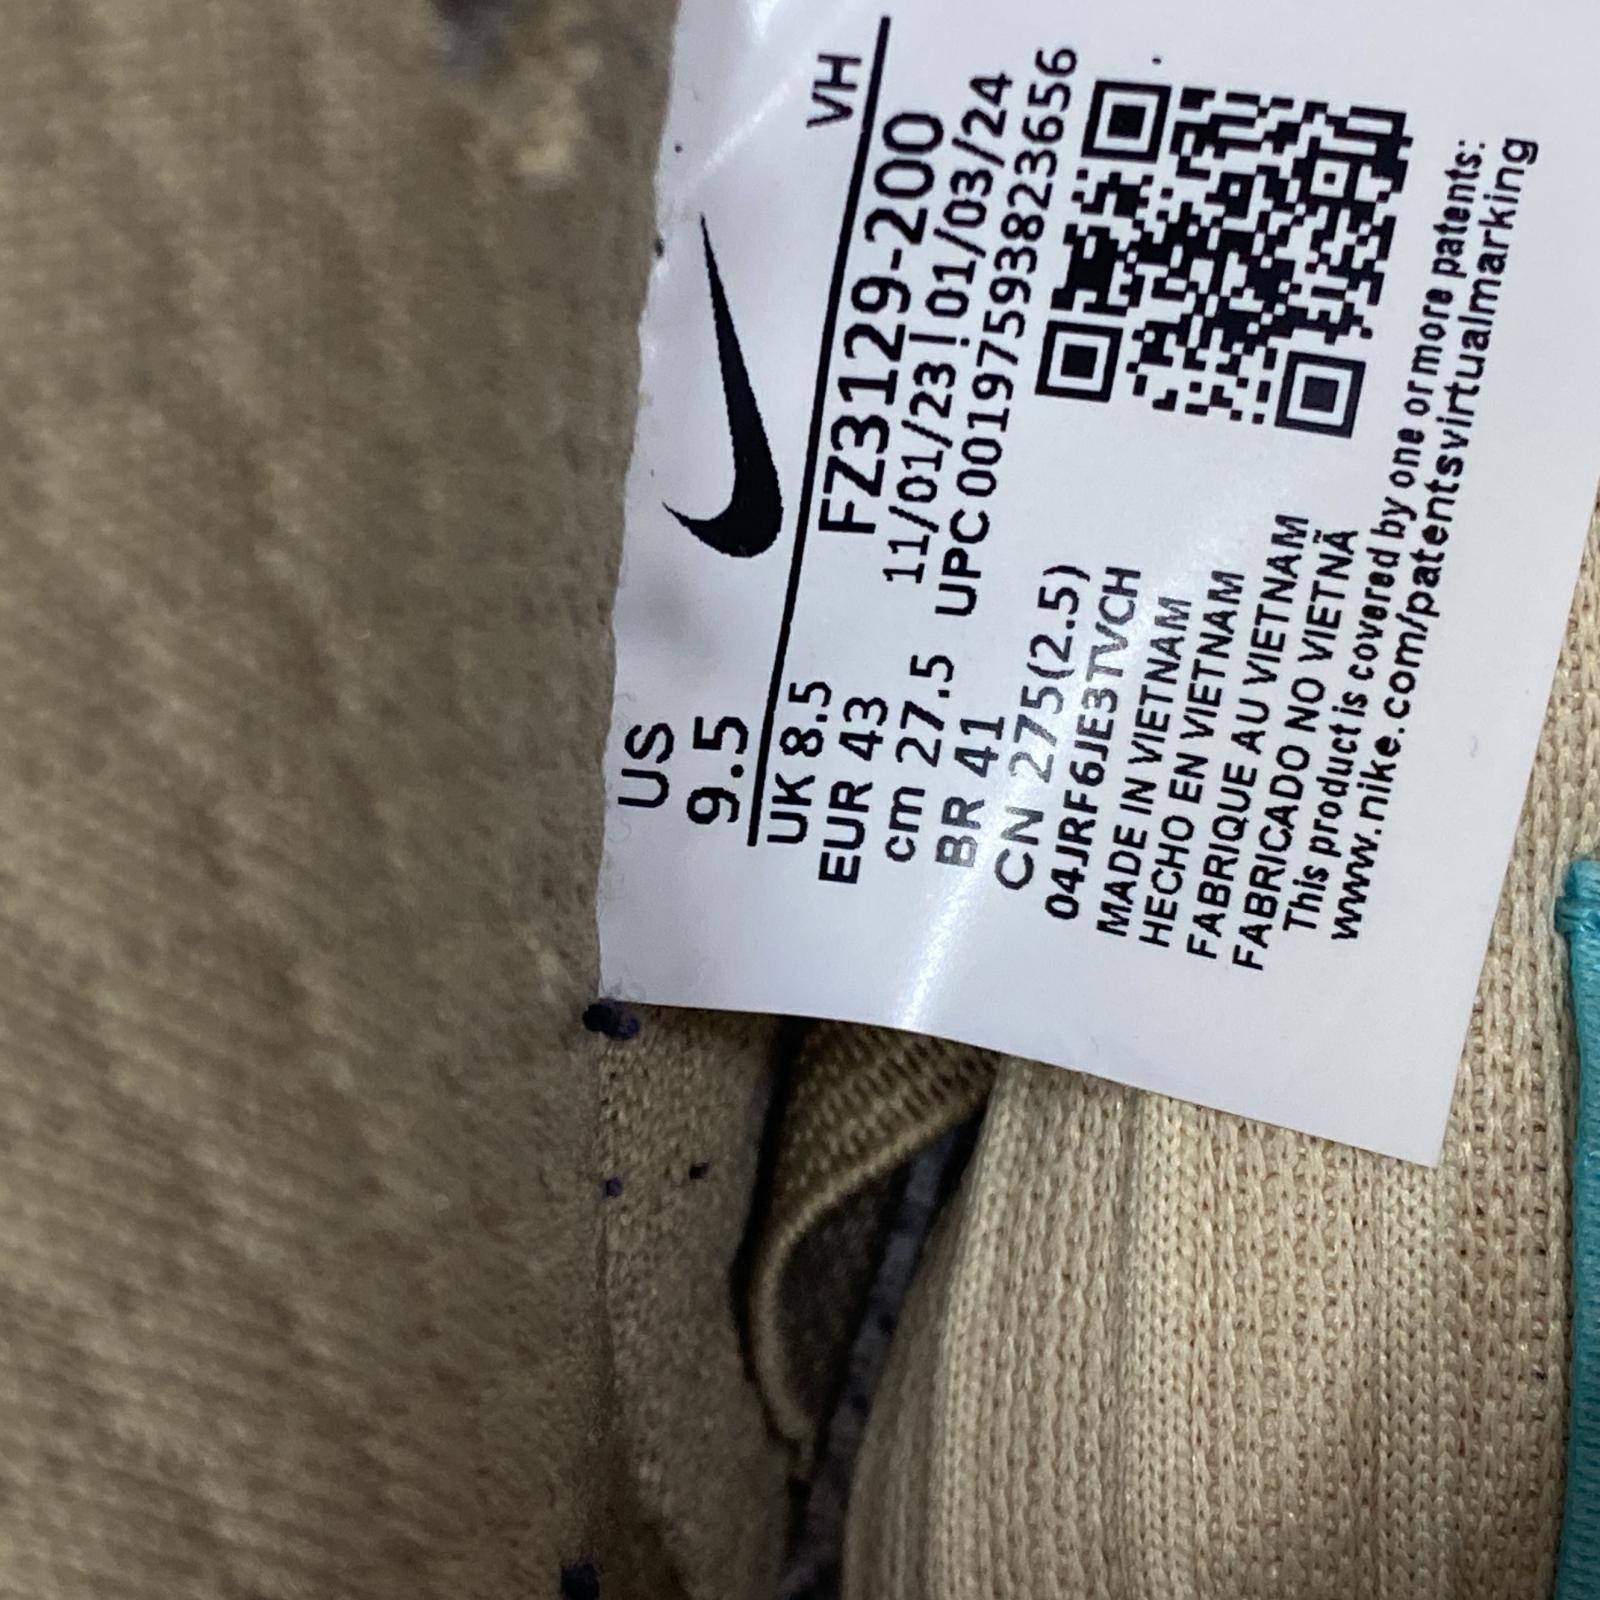 US
9.5
VH
UK 8.5
EUR 43
cm 27.5
BR 41
CN 275(2.5)
FZ3129-200
11/01/23|01/03/24
UPC 00197593823656
04JRF6JE3TVCH
MADE IN VIETNAM
HECHO EN VIETNAM
FABRIQUE AU VIETNAM
FABRICADO NO VIETNÃ
This product is covered by one or more patents:
www.nike.com/patentsvirtualmarking